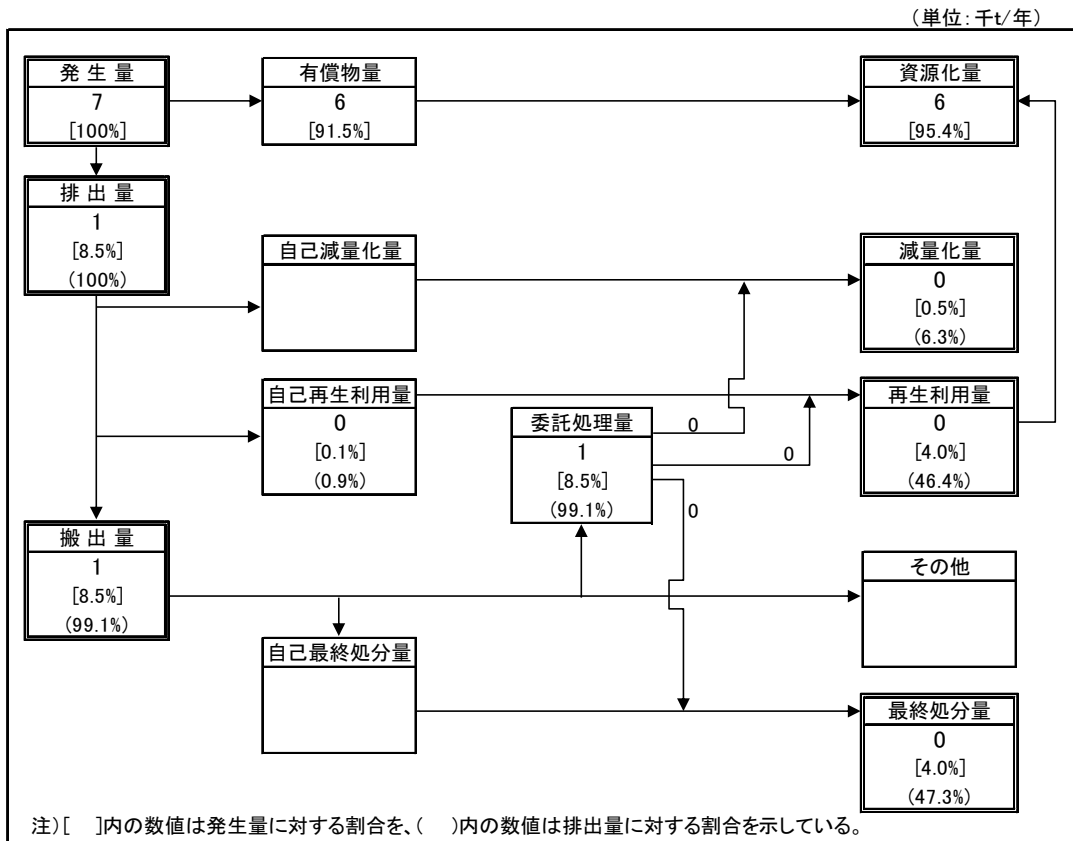 (単位:千t/年)
発 生 量
7
[100%]
有償物量
6
[91.5%]
資源化量
6
[95.4%]
排 出 量
1
[8.5%]
(100%)
自己減量化量
減量化量
0
[0.5%]
(6.3%)
自己再生利用量
0
[0.1%]
(0.9%)
委託処理量
1
[8.5%]
(99.1%)
0
0
0
再生利用量
0
[4.0%]
(46.4%)
搬 出 量
1
[8.5%]
(99.1%)
その他
自己最終処分量
最終処分量
0
[4.0%]
(47.3%)
注)[ ]内の数値は発生量に対する割合を、( )内の数値は排出量に対する割合を示している。